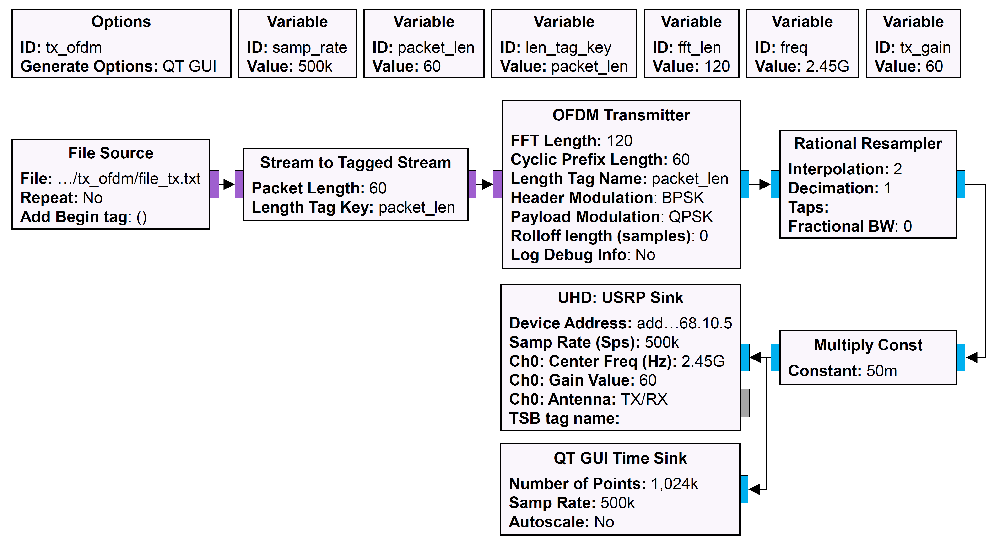 Options
ID: tx_ofdm
Generate Options: QT GUI
Variable
ID: samp_rate
Value: 500k
Variable
ID: packet_len
Value: 60
Variable
ID: len_tag_key
Value: packet_len
Variable
ID: fft_len
Value: 120
Variable
ID: freq
Value: 2.45G
Variable
ID: tx_gain
Value: 60
File Source
File: .../tx_ofdm/file_tx.txt
Repeat: No
Add Begin tag: ()
Stream to Tagged Stream
Packet Length: 60
Length Tag Key: packet_len
OFDM Transmitter
FFT Length: 120
Cyclic Prefix Length: 60
Length Tag Name: packet_len
Header Modulation: BPSK
Payload Modulation: QPSK
Rolloff length (samples): 0
Log Debug Info: No
Rational Resampler
Interpolation: 2
Decimation: 1
Taps:
Fractional BW: 0
UHD: USRP Sink
Device Address: add...68.10.5
Samp Rate (Sps): 500k
Ch0: Center Freq (Hz): 2.45G
Ch0: Gain Value: 60
Ch0: Antenna: TX/RX
TSB tag name:
Multiply Const
Constant: 50m
QT GUI Time Sink
Number of Points: 1,024k
Samp Rate: 500k
Autoscale: No